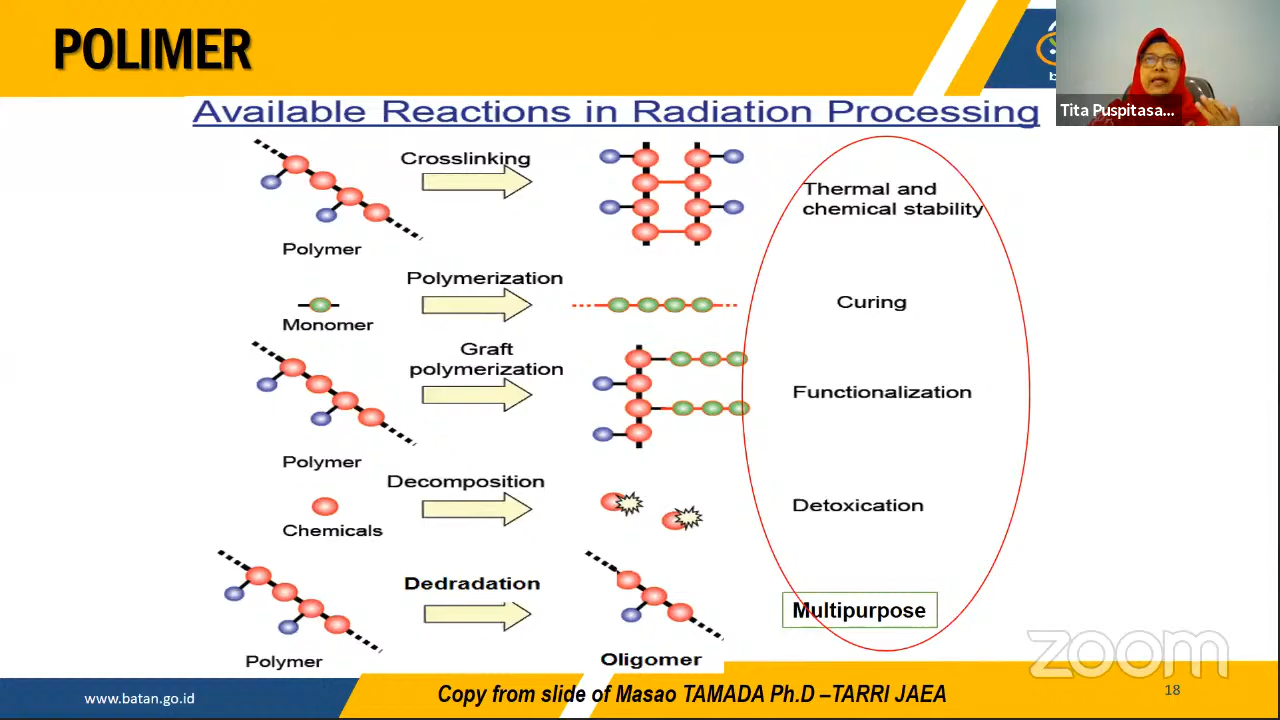 POLIMER
b
Tita Puspitasa...
Available Reactions in Radiation Processing
Crosslinking
Polymer
Thermal and
chemical stability
Polymerization
Monomer
Curing
Graft
polymerization
Polymer
Functionalization
Decomposition
Chemicals
Detoxication
Dedradation
Polymer
Oligomer
Multipurpose
zoom
www.batan.go.id
Copy from slide of Masao TAMADA Ph.D –TARRI JAEA
18